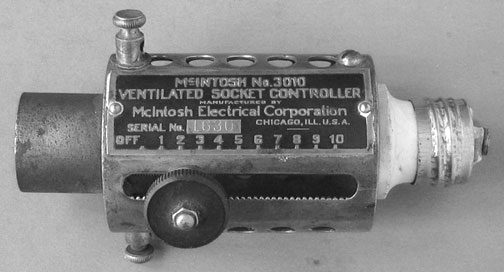 McINTOSH No. 3010
VENTILATED SOCKET CONTROLLER
MANUFACTURED BY
McIntosh Electrical Corporation
SERIAL No. 1630 CHICAGO, ILL. U.S.A.
OFF 1 2 3 4 5 6 7 8 9 10